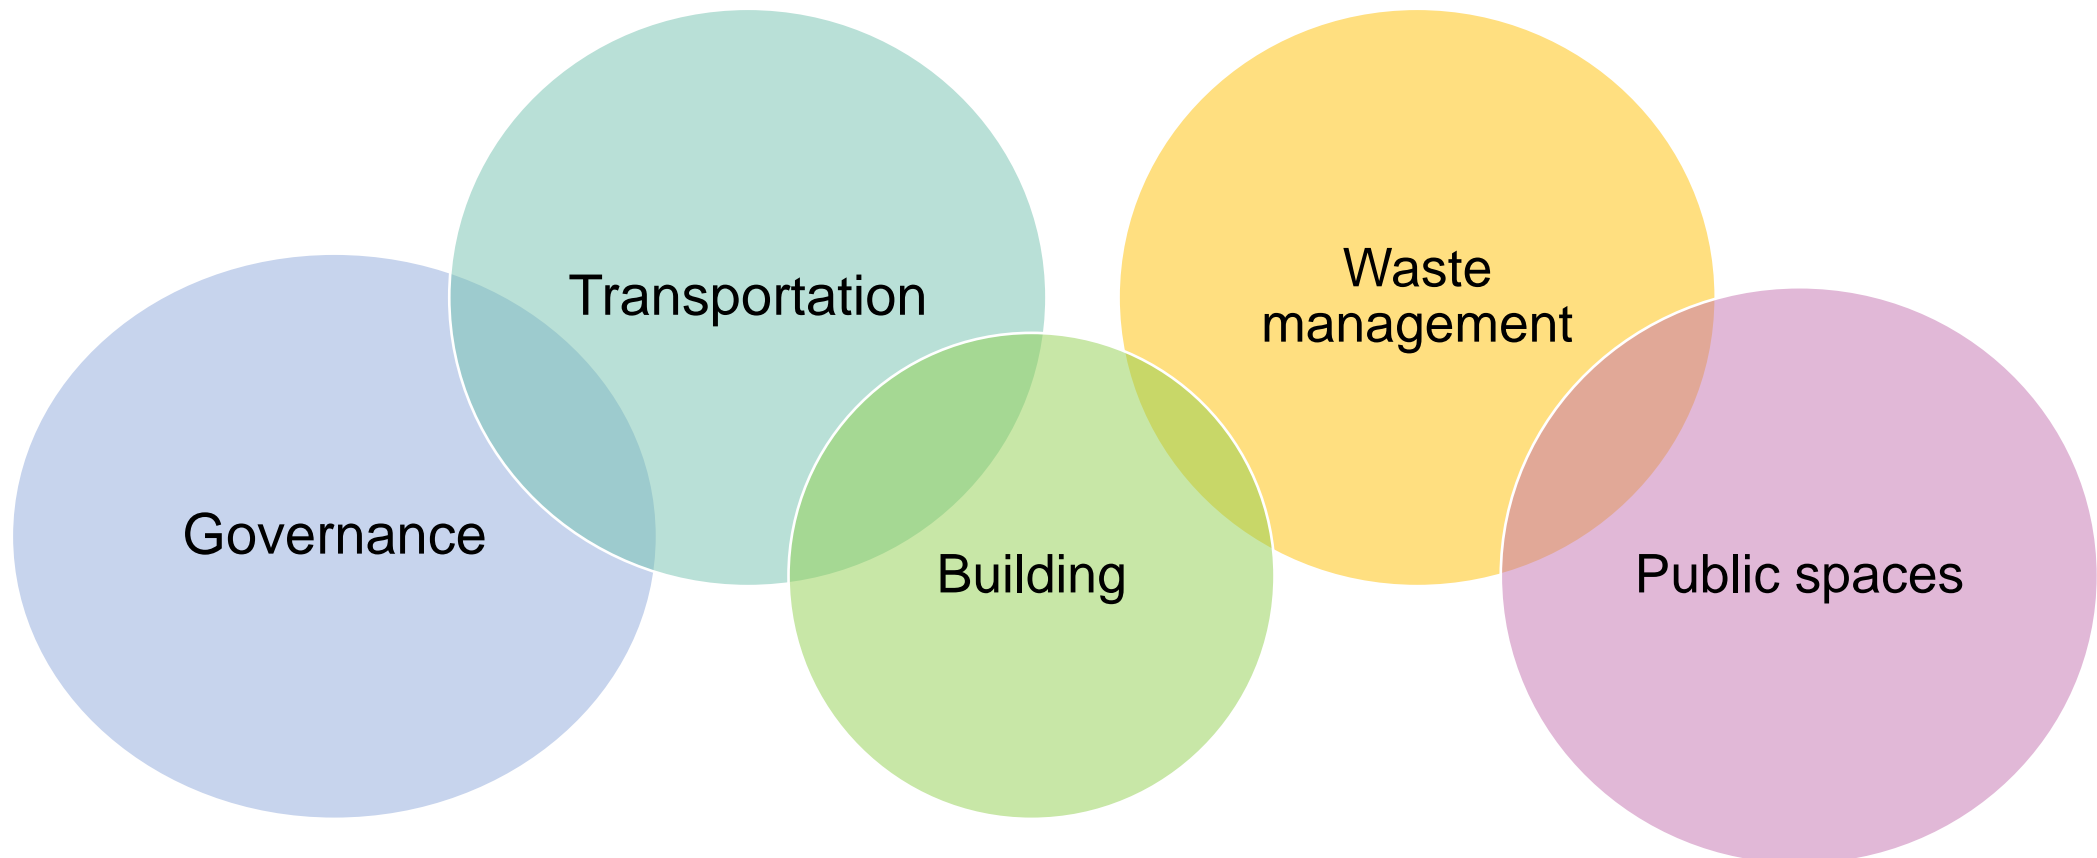 Governance
Transportation
Building
Waste
management
Public spaces